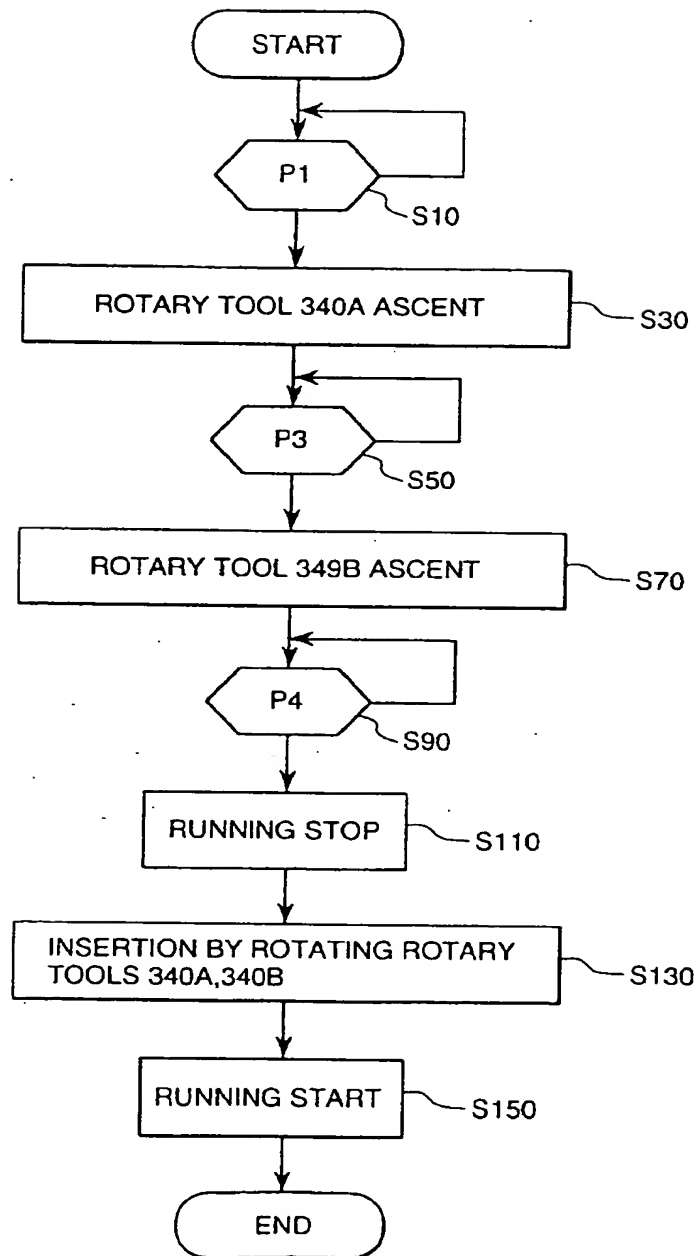 START
P1
S10
ROTARY TOOL 340A ASCENT
S30
P3
S50
ROTARY TOOL 349B ASCENT
S70
P4
S90
RUNNING STOP
S110
INSERTION BY ROTATING ROTARY
TOOLS 340A,340B
S130
RUNNING START
S150
END